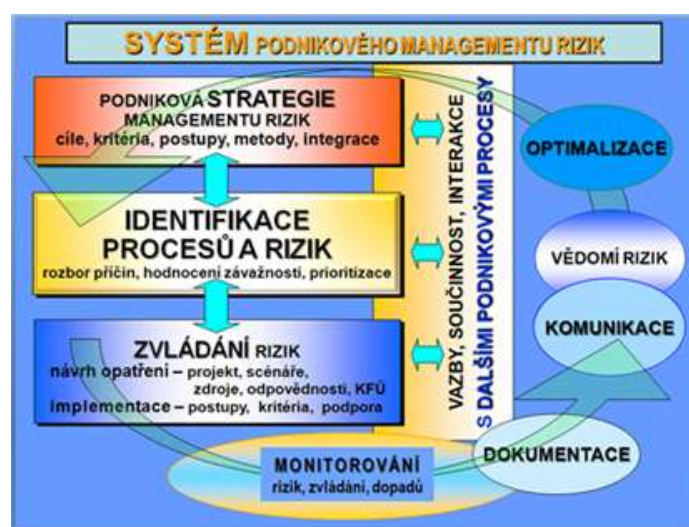 SYSTÉM PODNIKOVÉHO MANAGEMENTU RIZIK
PODNIKOVÁ STRATEGIE
MANAGEMENTU RIZIK
cíle, kritéria, postupy, metody, integrace
IDENTIFIKACE
PROCESŮ A RIZIK
rozbor příčin, hodnocení závažnosti, prioritizace
ZVLÁDÁNÍ RIZIK
návrh opatření – projekt, scénáře,
zdroje, odpovědnosti, KFÚ
implementace – postupy, kritéria, podpora
VAZBY, SOUČINNOST, INTERAKCE
S DALŠÍMI PODNIKOVÝMI PROCESY
OPTIMALIZACE
VĚDOMÍ RIZIK
KOMUNIKACE
DOKUMENTACE
MONITOROVÁNÍ
rizik, zvládání, dopadů